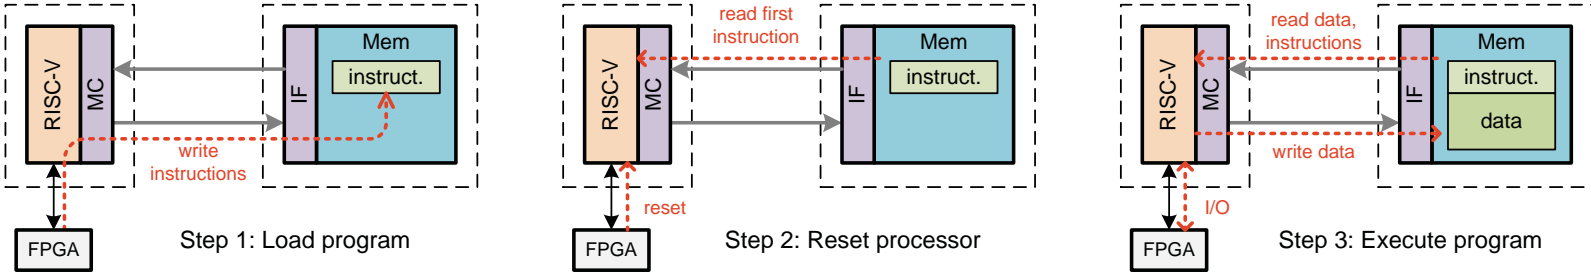 RISC-V
MC
IF
Mem
instruct.
write
instructions
FPGA
Step 1: Load program
read first
instruction
RISC-V
MC
IF
Mem
instruct.
reset
FPGA
Step 2: Reset processor
read data,
instructions
RISC-V
MC
IF
Mem
instruct.
data
write data
I/O
FPGA
Step 3: Execute program